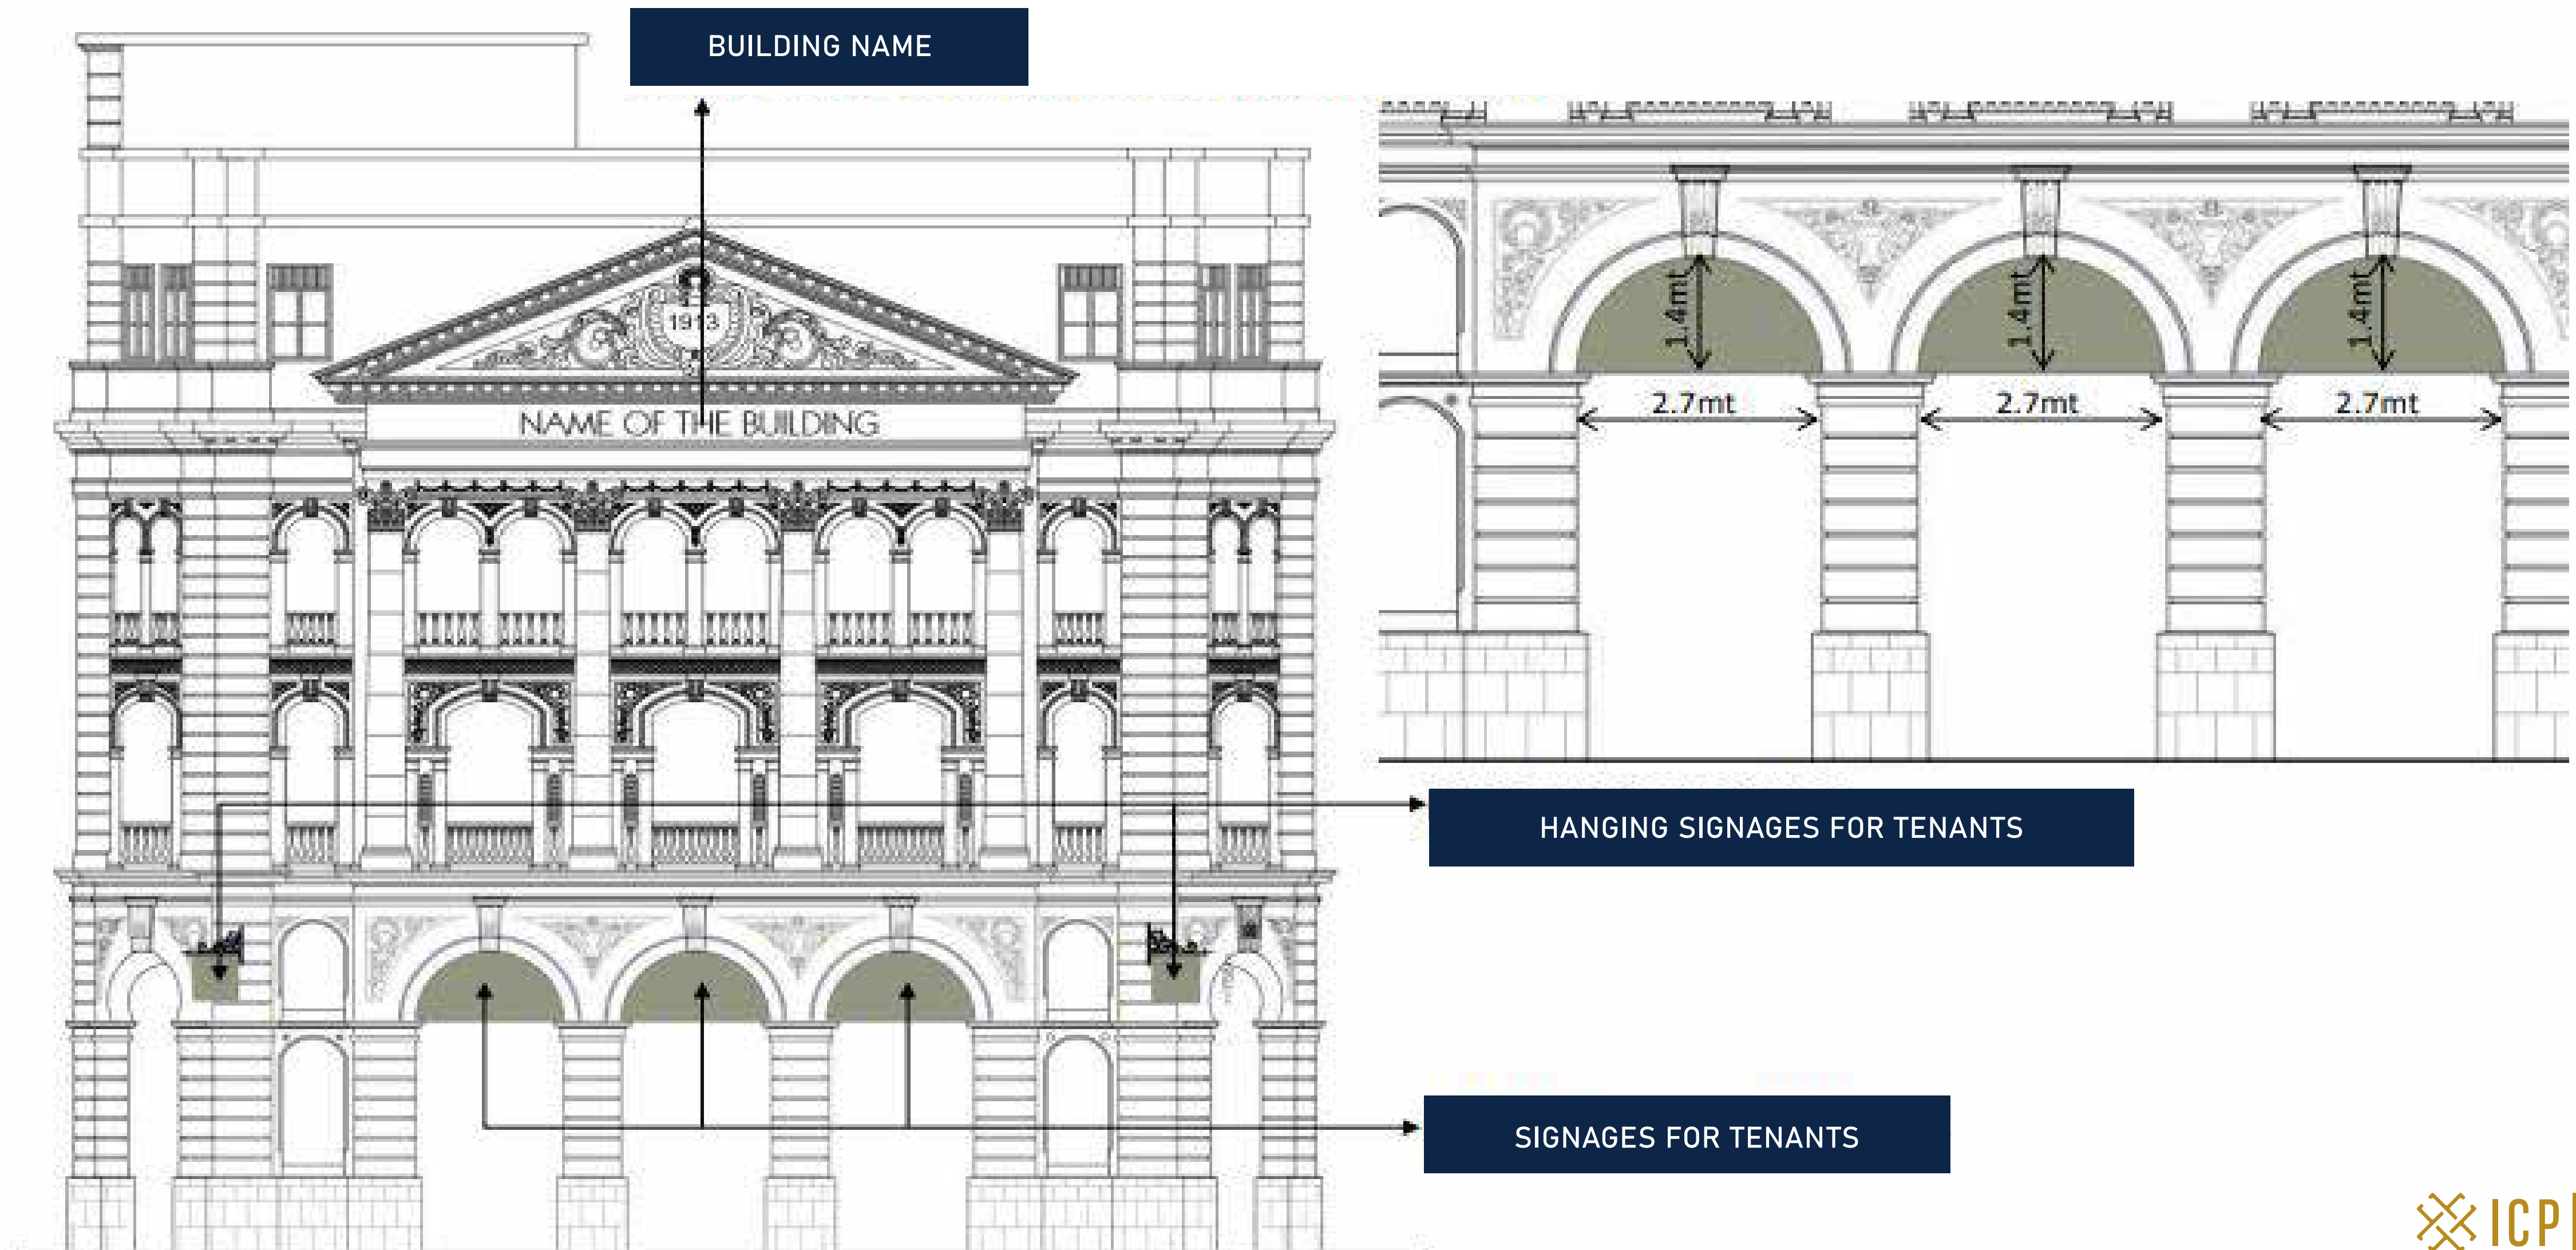 BUILDING NAME
1913
NAME OF THE BUILDING
1.4mt
1.4mt
1.4mt
2.7mt
2.7mt
2.7mt
HANGING SIGNAGES FOR TENANTS
SIGNAGES FOR TENANTS
ICP